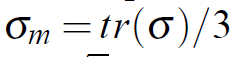 σₘ = tr(σ)/3